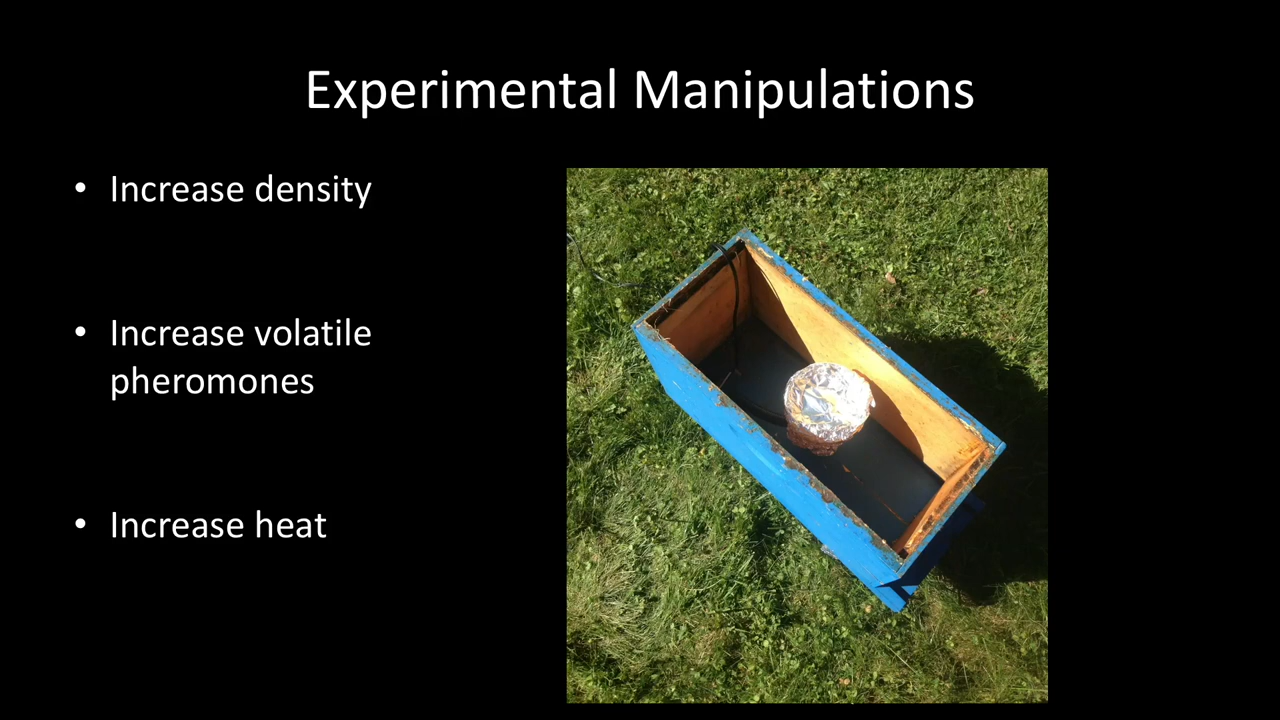 Experimental Manipulations
• Increase density
• Increase volatile
pheromones
• Increase heat